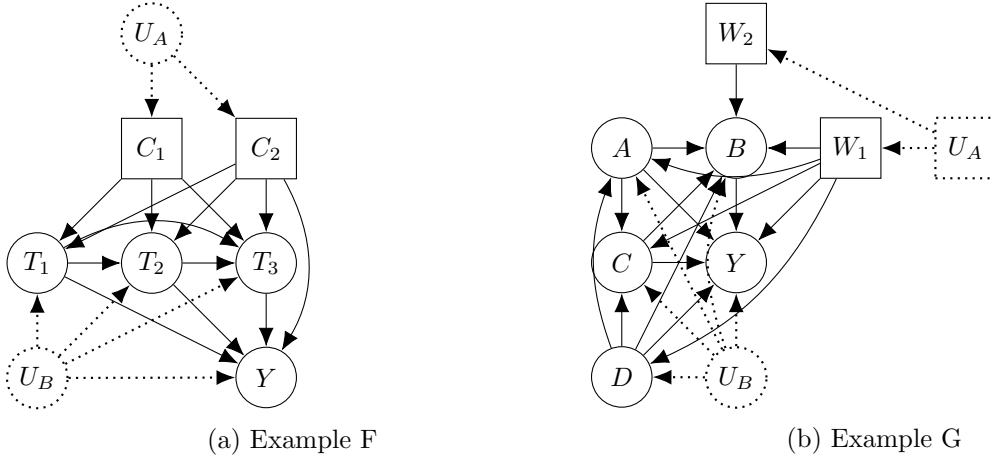 U_A
C_1
C_2
T_1
T_2
T_3
U_B
Y
(a) Example F
W_2
A
B
W_1
U_A
C
Y
D
U_B
(b) Example G